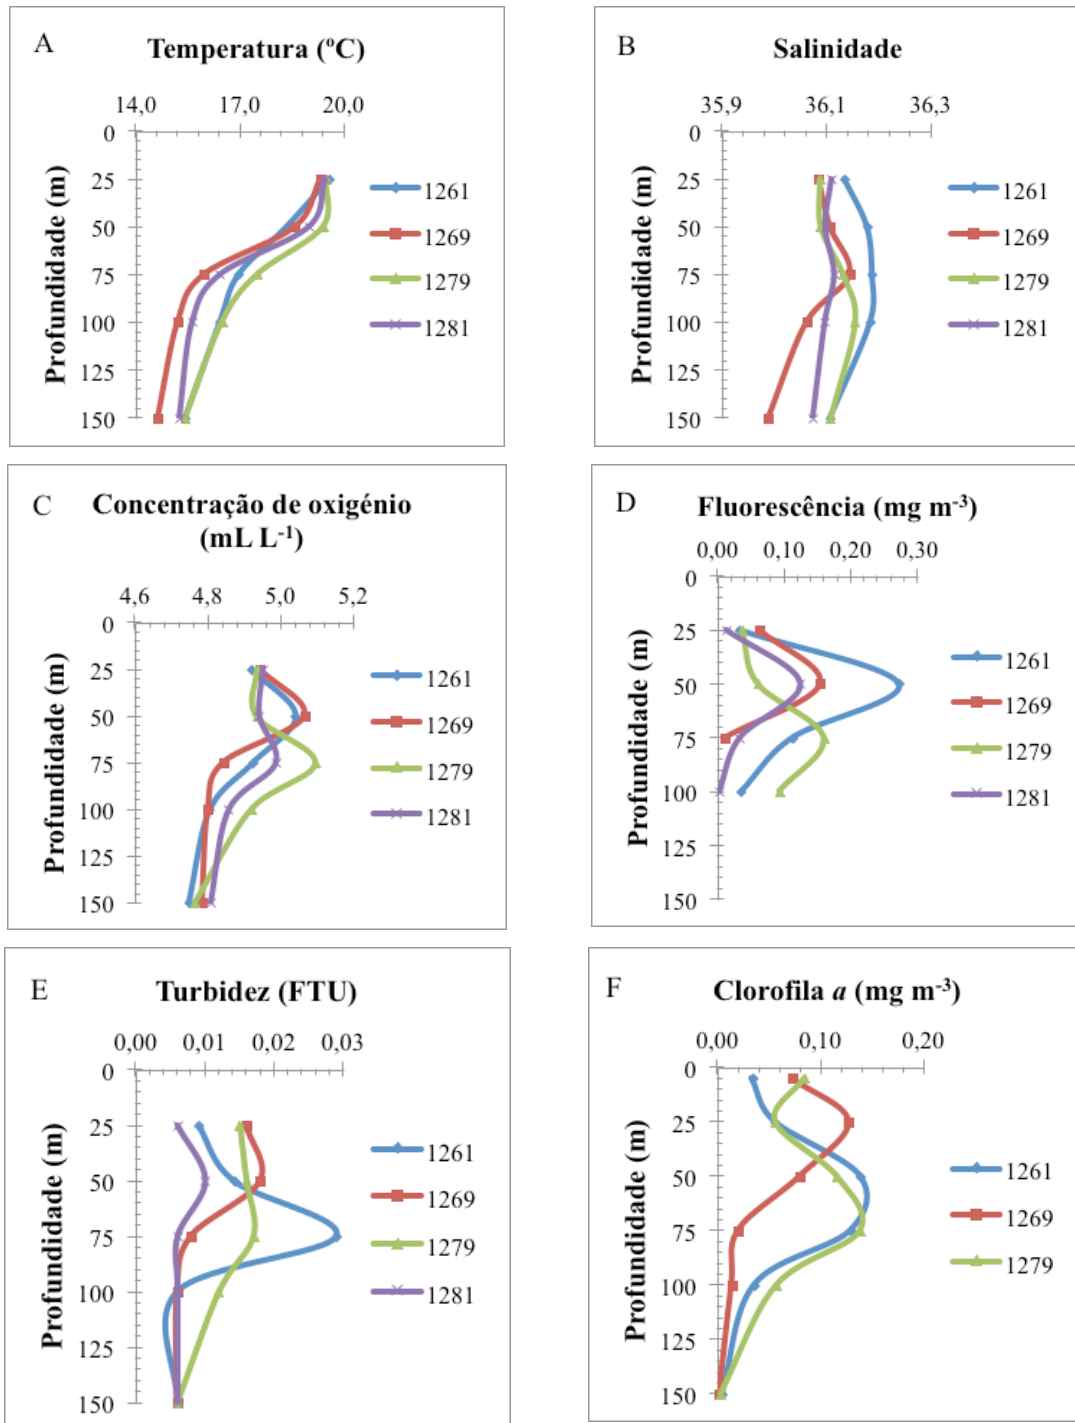 A
Temperatura (ºC)
14,0 17,0 20,0
0
25
50
75
100
125
150
Profundidade (m)
1261
1269
1279
1281
B
Salinidade
35,9 36,1 36,3
0
25
50
75
100
125
150
Profundidade (m)
1261
1269
1279
1281
C
Concentração de oxigénio
(mL L-1)
4,6 4,8 5,0 5,2
0
25
50
75
100
125
150
Profundidade (m)
1261
1269
1279
1281
D
Fluorescência (mg m-3)
0,00 0,10 0,20 0,30
0
25
50
75
100
125
150
Profundidade (m)
1261
1269
1279
1281
E
Turbidez (FTU)
0,00 0,01 0,02 0,03
0
25
50
75
100
125
150
Profundidade (m)
1261
1269
1279
1281
F
Clorofila a (mg m-3)
0,00 0,10 0,20
0
25
50
75
100
125
150
Profundidade (m)
1261
1269
1279